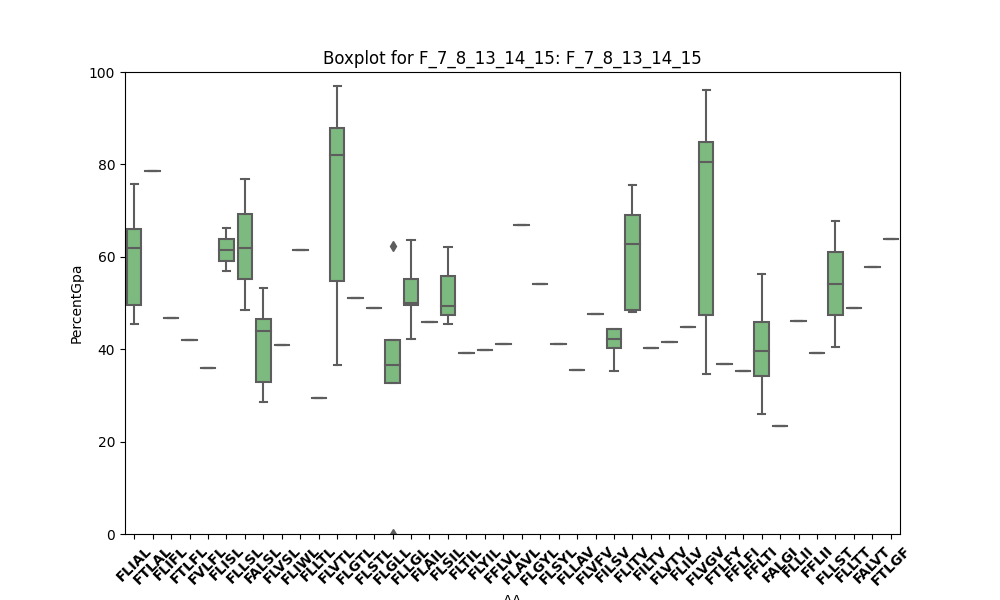 Boxplot for F_7_8_13_14_15: F_7_8_13_14_15
PercentGpa
100
80
60
40
20
0
FLIAL
FTLAL
FLIFL
FTLFL
FVLFL
FLISL
FLLSL
FALSL
FLVSL
FLIWL
FLLTL
FLVTL
FLGTL
FLSTL
FLGLL
FLLGL
FLAIL
FLSIL
FLTIL
FLYIL
FFLVL
FLAVL
FLGYL
FLSYL
FLLAV
FLVFV
FILSV
FLITV
FILTV
FLVTV
FLILV
FLVGV
FTLFY
FFLFI
FFLTI
FALGI
FLLII
FFLII
FLLST
FLLTT
FALVT
FTLGF
AA